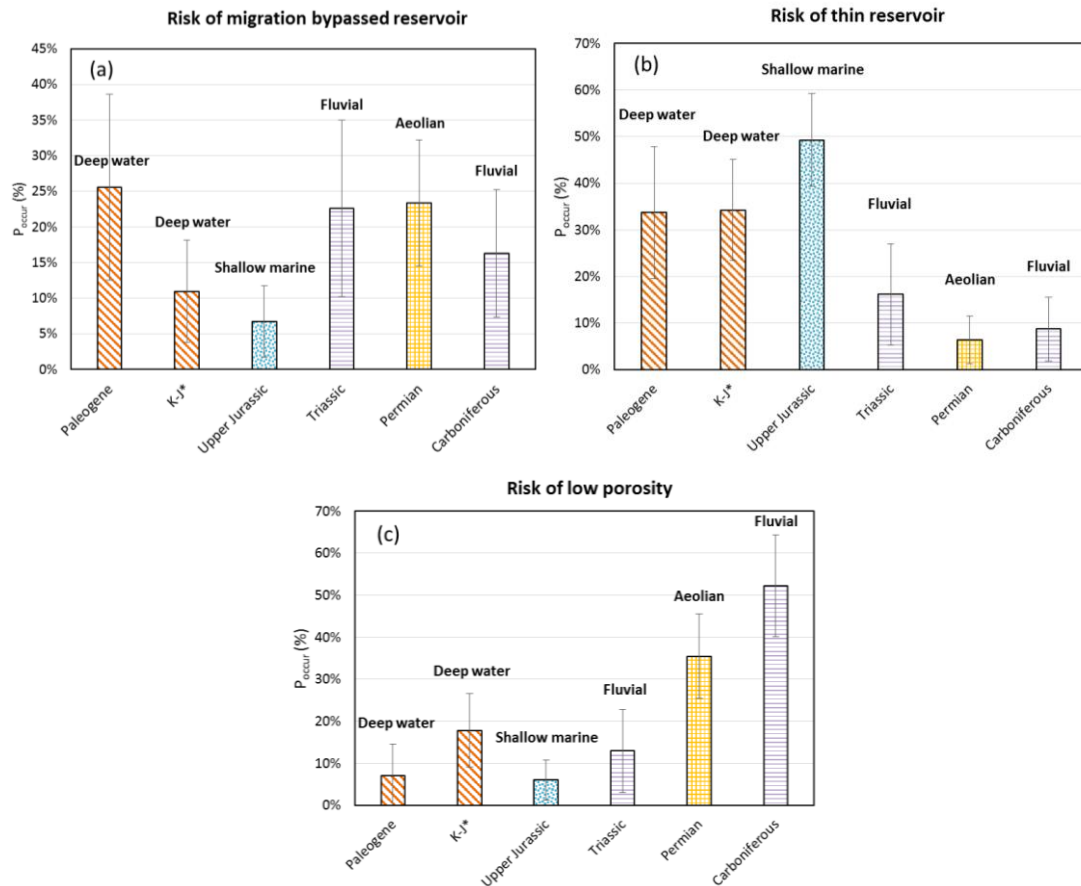 Risk of migration bypassed reservoir
(a)
45%
40%
35%
30%
25%
20%
15%
10%
5%
0%
Poccur (%)
Deep water
Deep water
Shallow marine
Fluvial
Aeolian
Fluvial
Paleogene
K-J*
Upper Jurassic
Triassic
Permian
Carboniferous
Risk of thin reservoir
(b)
70%
60%
50%
40%
30%
20%
10%
0%
Poccur (%)
Deep water
Deep water
Shallow marine
Fluvial
Aeolian
Fluvial
Paleogene
K-J*
Upper Jurassic
Triassic
Permian
Carboniferous
Risk of low porosity
(c)
70%
60%
50%
40%
30%
20%
10%
0%
Poccur (%)
Deep water
Deep water
Shallow marine
Fluvial
Aeolian
Fluvial
Paleogene
K-J*
Upper Jurassic
Triassic
Permian
Carboniferous